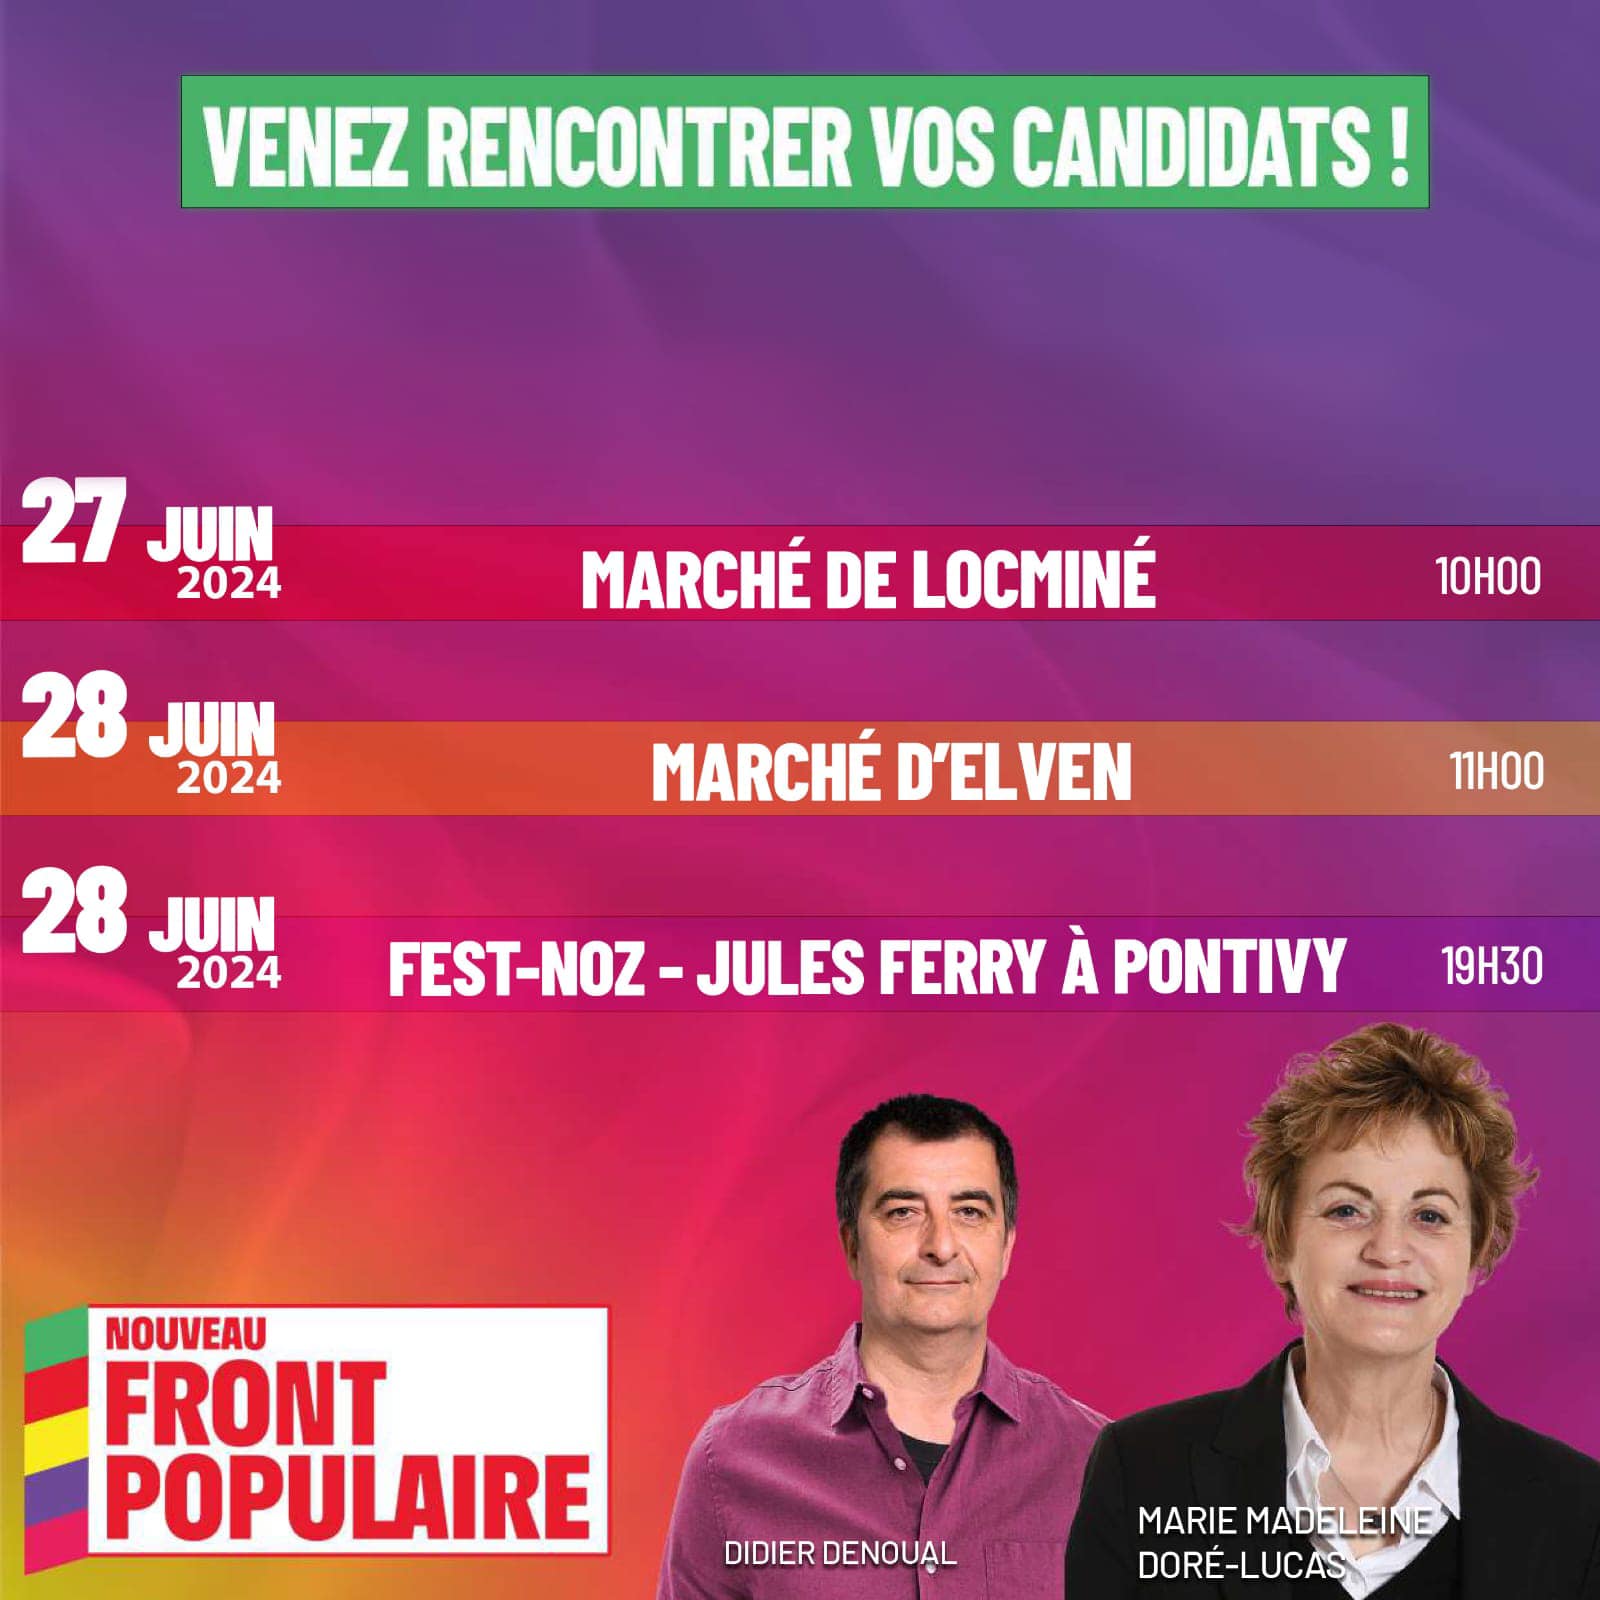 VENEZ RENCONTRER VOS CANDIDATS !
27 JUIN 2024
MARCHÉ DE LOCMINÉ
10H00
28 JUIN 2024
MARCHÉ D'ELVEN
11H00
28 JUIN 2024
FEST-NOZ - JULES FERRY À PONTIVY
19H30
NOUVEAU
FRONT
POPULAIRE
DIDIER DENOUAL
MARIE MADELEINE
DORÉ-LUCAS